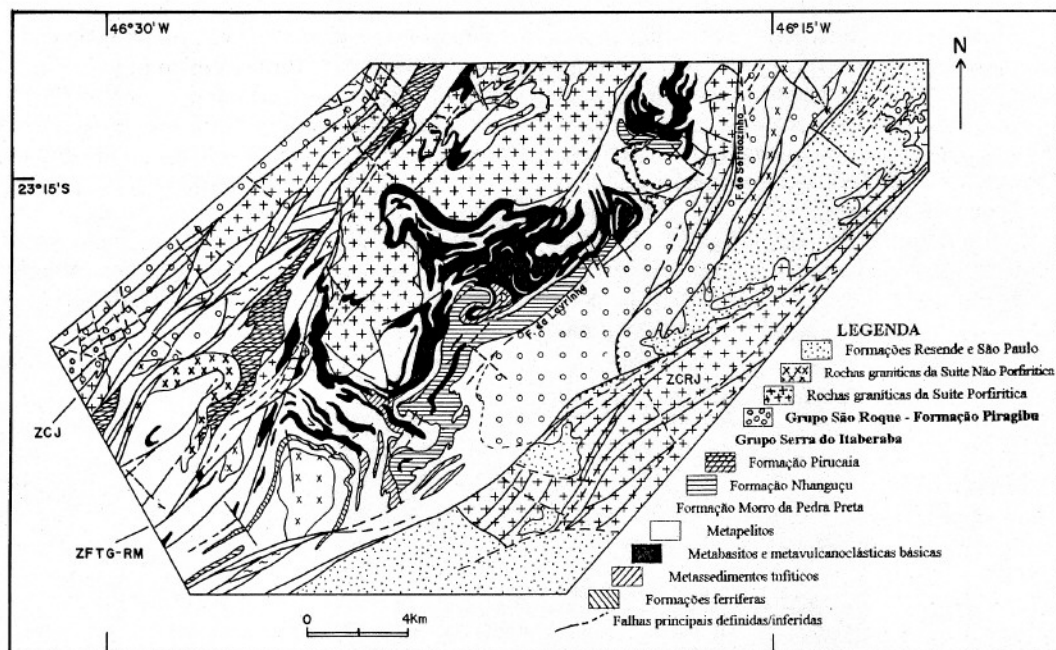 46°30'W
46°15'W
N
23°15'S
F. do Sertãozinho
F. do Lavrinha
ZCRJ
ZCJ
ZFTG-RM
0 4Km
LEGENDA
Formações Resende e São Paulo
Rochas graníticas da Suíte Não Porfirítica
Rochas graníticas da Suíte Porfirítica
Grupo São Roque - Formação Piragibu
Grupo Serra do Itaberaba
Formação Pirucaia
Formação Nhanguçu
Formação Morro da Pedra Preta
Metapelitos
Metabasitos e metavulcanoclásticas básicas
Metassedimentos tufíticos
Formações ferríferas
Falhas principais definidas/inferidas